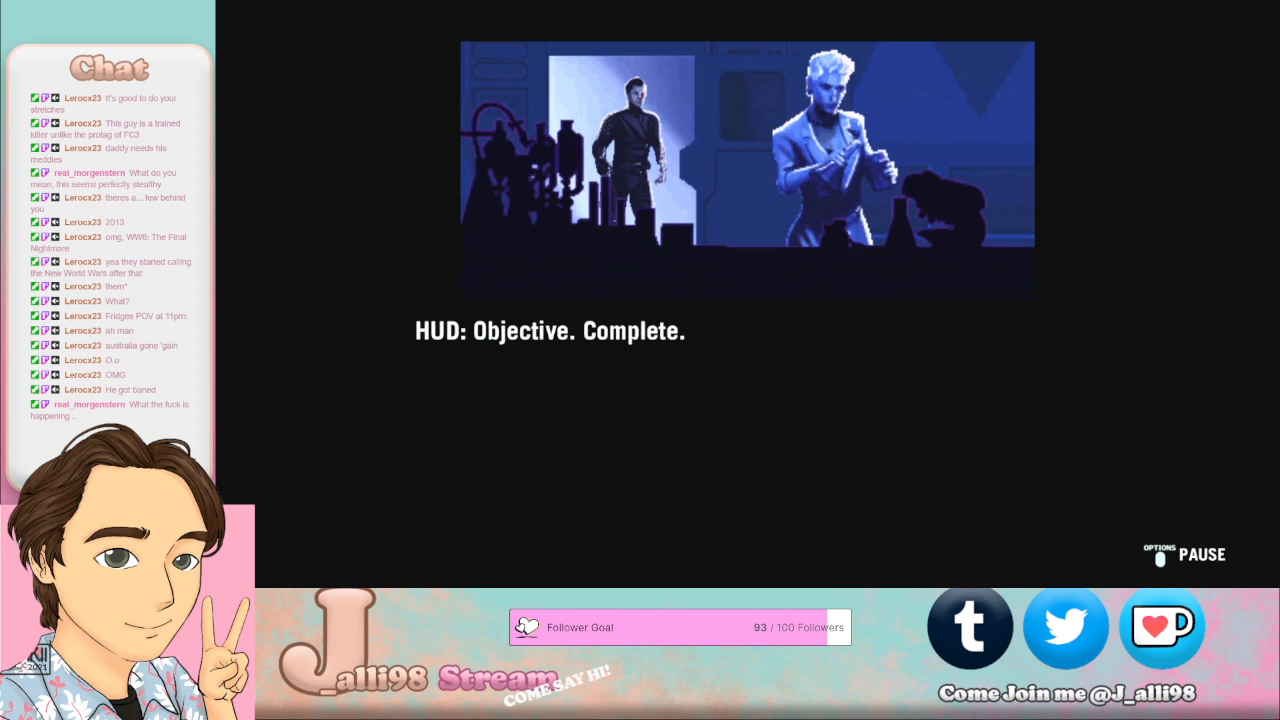 Chat
Lerocx23 It's good to do your
stretches
Lerocx23 This guy is a trained
killer unlike the protag of FC3
Lerocx23 daddy needs his
meddies
real_morgenstern What do you
mean, this seems perfectly stealthy
Lerocx23 theres a... few behind
you
Lerocx23 2013
Lerocx23 omg, WW6: The Final
Nightmare
Lerocx23 yea they started calling
the New World Wars after that
Lerocx23 them*
Lerocx23 What?
Lerocx23 Fridges POV at 11pm:
Lerocx23 ah man
Lerocx23 australia gone 'gain
Lerocx23 O.o
Lerocx23 OMG
Lerocx23 He got baned
real_morgenstern What the fuck is
happening ..
HUD: Objective. Complete.
OPTIONS
PAUSE
2021
J_alli98 Stream
COME SAY HI!
Follower Goal 93 / 100 Followers
t
Come Join me @J_alli98